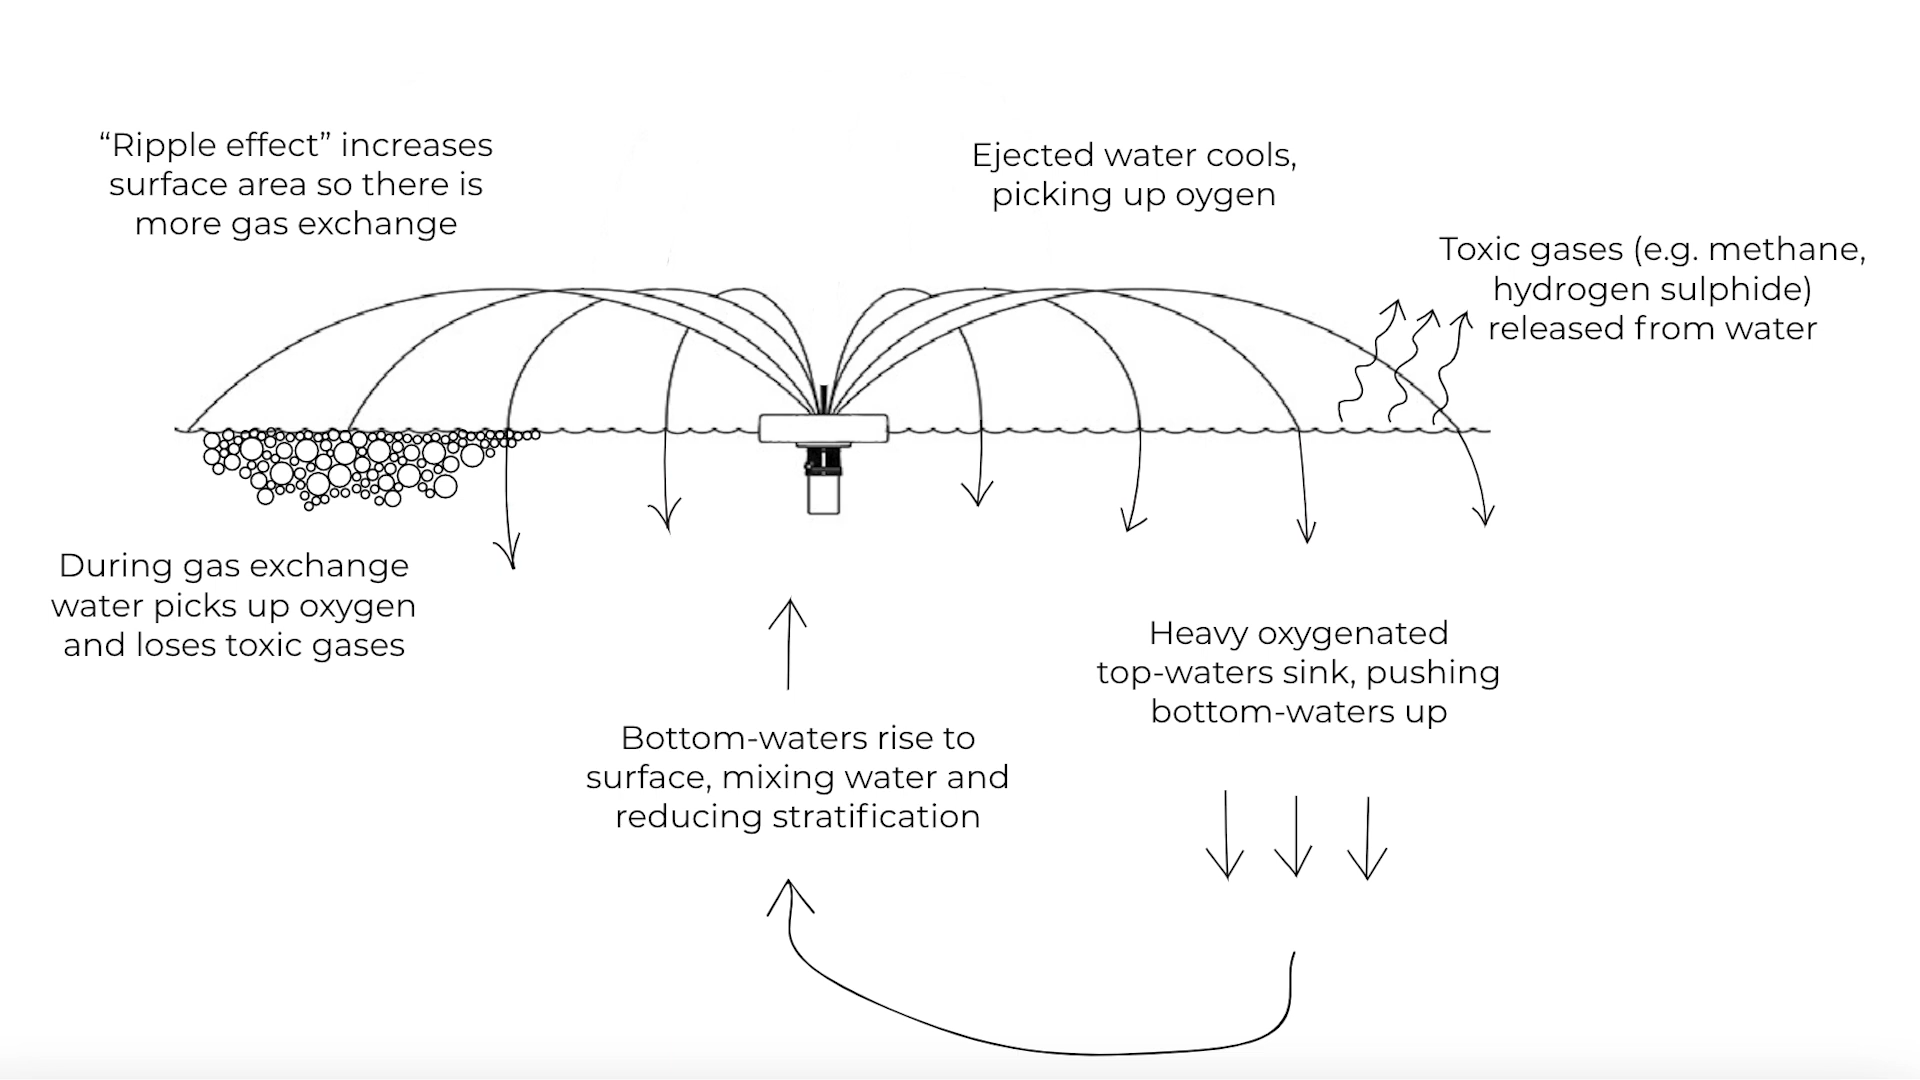 “Ripple effect” increases
surface area so there is
more gas exchange
Ejected water cools,
picking up oygen
Toxic gases (e.g. methane,
hydrogen sulphide)
released from water
During gas exchange
water picks up oxygen
and loses toxic gases
Heavy oxygenated
top-waters sink, pushing
bottom-waters up
Bottom-waters rise to
surface, mixing water and
reducing stratification